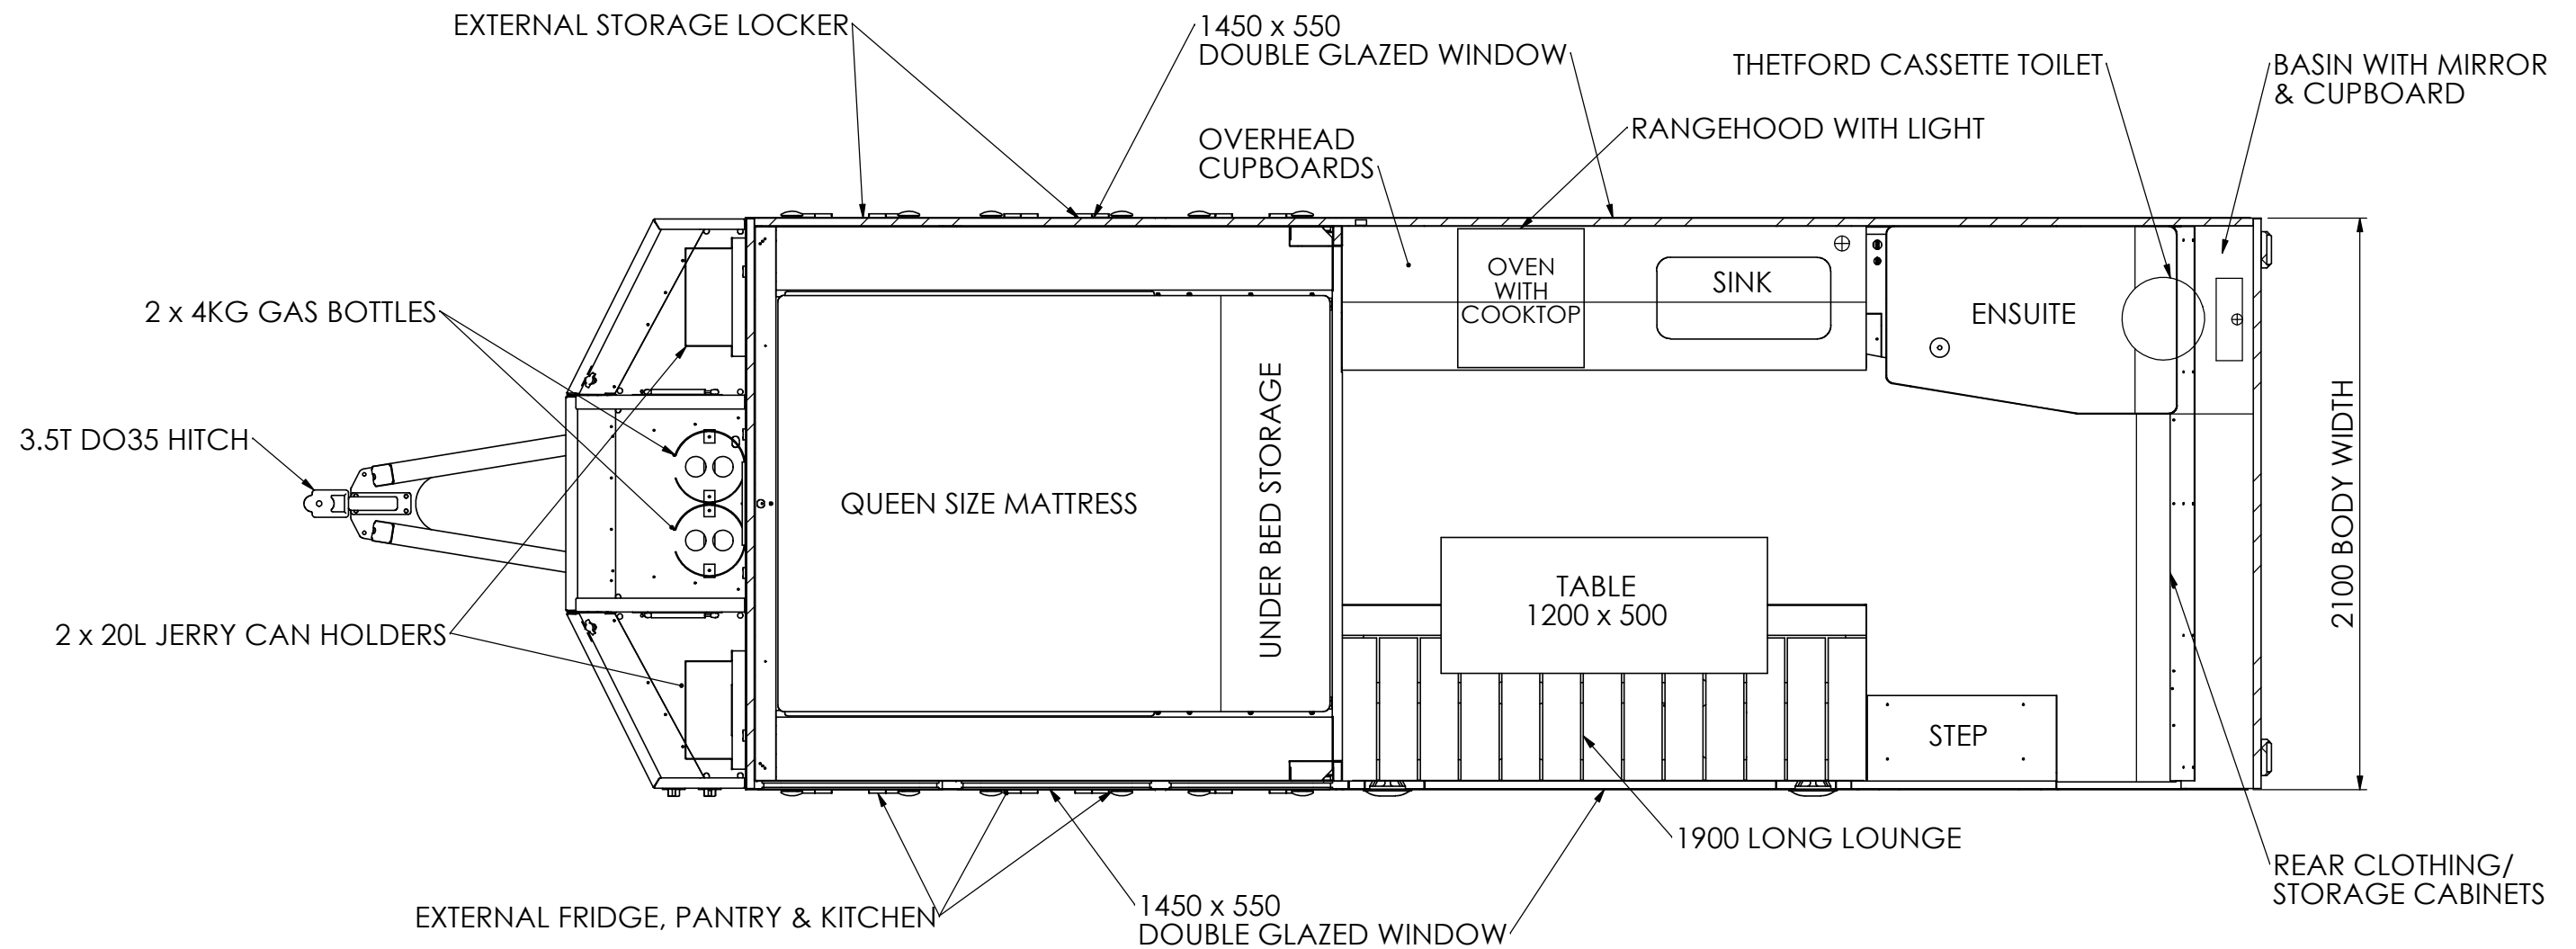 EXTERNAL STORAGE LOCKER
1450 x 550
DOUBLE GLAZED WINDOW
THETFORD CASSETTE TOILET
BASIN WITH MIRROR
& CUPBOARD
OVERHEAD
CUPBOARDS
RANGEHOOD WITH LIGHT
2 x 4KG GAS BOTTLES
OVEN
WITH
COOKTOP
SINK
ENSUITE
3.5T DO35 HITCH
QUEEN SIZE MATTRESS
UNDER BED STORAGE
2100 BODY WIDTH
TABLE
1200 x 500
2 x 20L JERRY CAN HOLDERS
STEP
1900 LONG LOUNGE
REAR CLOTHING/
STORAGE CABINETS
EXTERNAL FRIDGE, PANTRY & KITCHEN
1450 x 550
DOUBLE GLAZED WINDOW